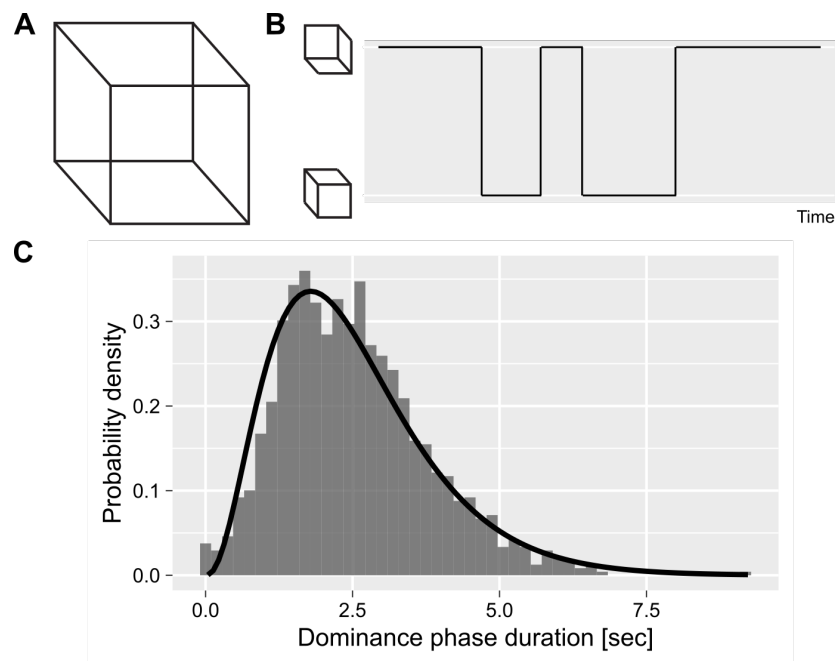 A
B
Time
C
Probability density
0.3
0.2
0.1
0.0
0.0 2.5 5.0 7.5
Dominance phase duration [sec]